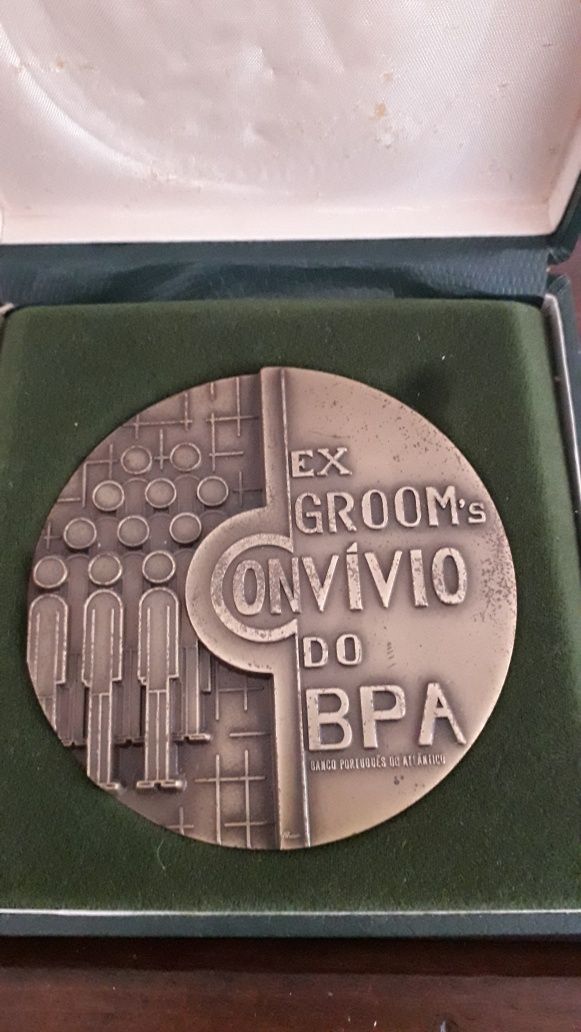 EX
GROOM's
CONVÍVIO
DO
BPA
BANCO PORTUGUÊS DO ATLÂNTICO